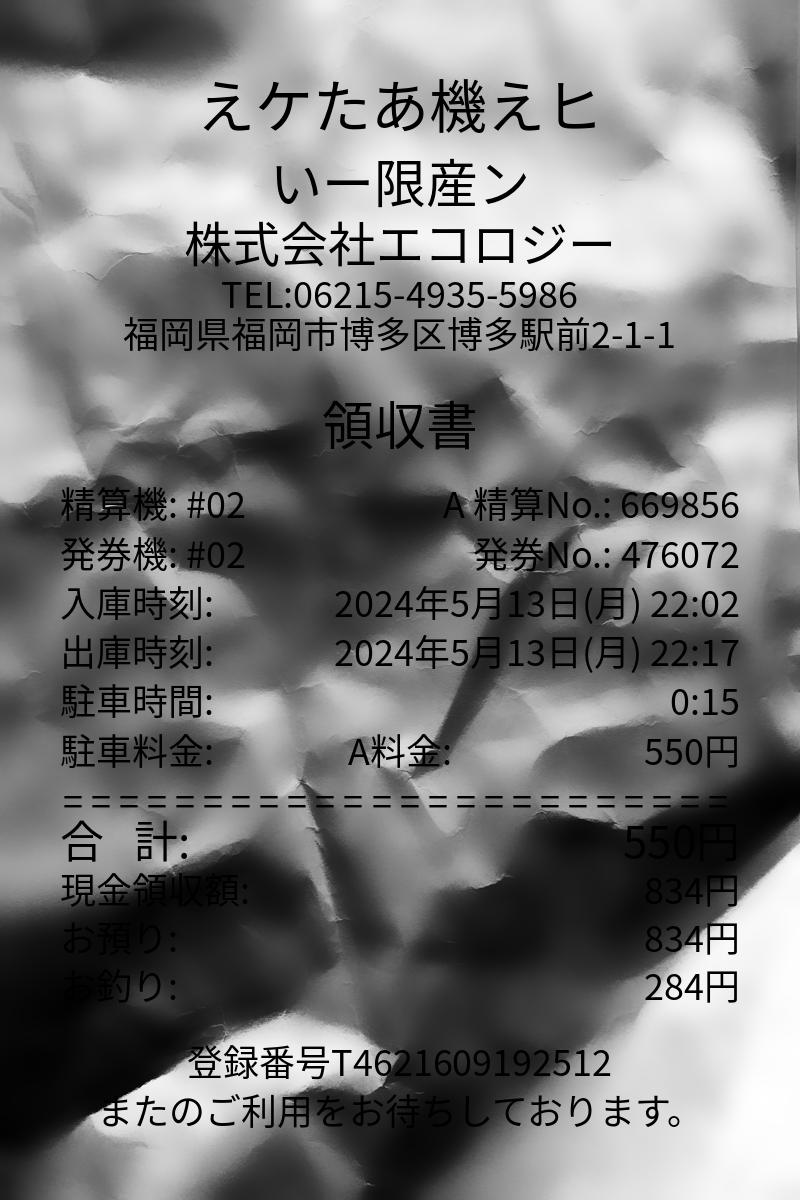 えケたあ機えヒ
いー限産ン
株式会社エコロジー
TEL:06215-4935-5986
福岡県福岡市博多区博多駅前2-1-1
領収書
精算機: #02 A 精算No.: 669856
発券機: #02 発券No.: 476072
入庫時刻: 2024年5月13日(月) 22:02
出庫時刻: 2024年5月13日(月) 22:17
駐車時間: 0:15
駐車料金: A料金: 550円
========================
合 計: 550円
現金領収額: 834円
お預り: 834円
お釣り: 284円
登録番号T4621609192512
またのご利用をお待ちしております。